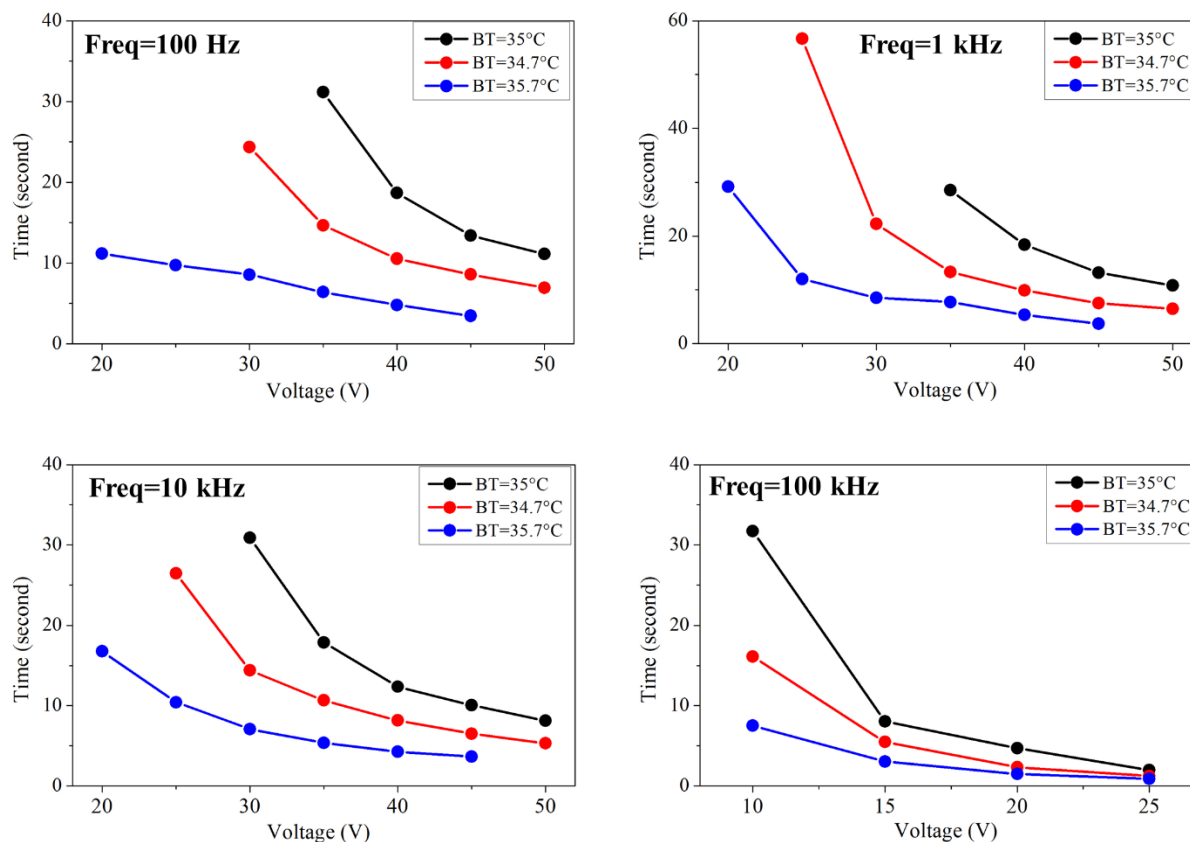 Freq=100 Hz
BT=35°C
BT=34.7°C
BT=35.7°C
40
30
20
10
0
Time (second)
20
30
40
50
Voltage (V)
Freq=1 kHz
BT=35°C
BT=34.7°C
BT=35.7°C
60
40
20
0
Time (second)
20
30
40
50
Voltage (V)
Freq=10 kHz
BT=35°C
BT=34.7°C
BT=35.7°C
40
30
20
10
0
Time (second)
20
30
40
50
Voltage (V)
Freq=100 kHz
BT=35°C
BT=34.7°C
BT=35.7°C
40
30
20
10
0
Time (second)
10
15
20
25
Voltage (V)